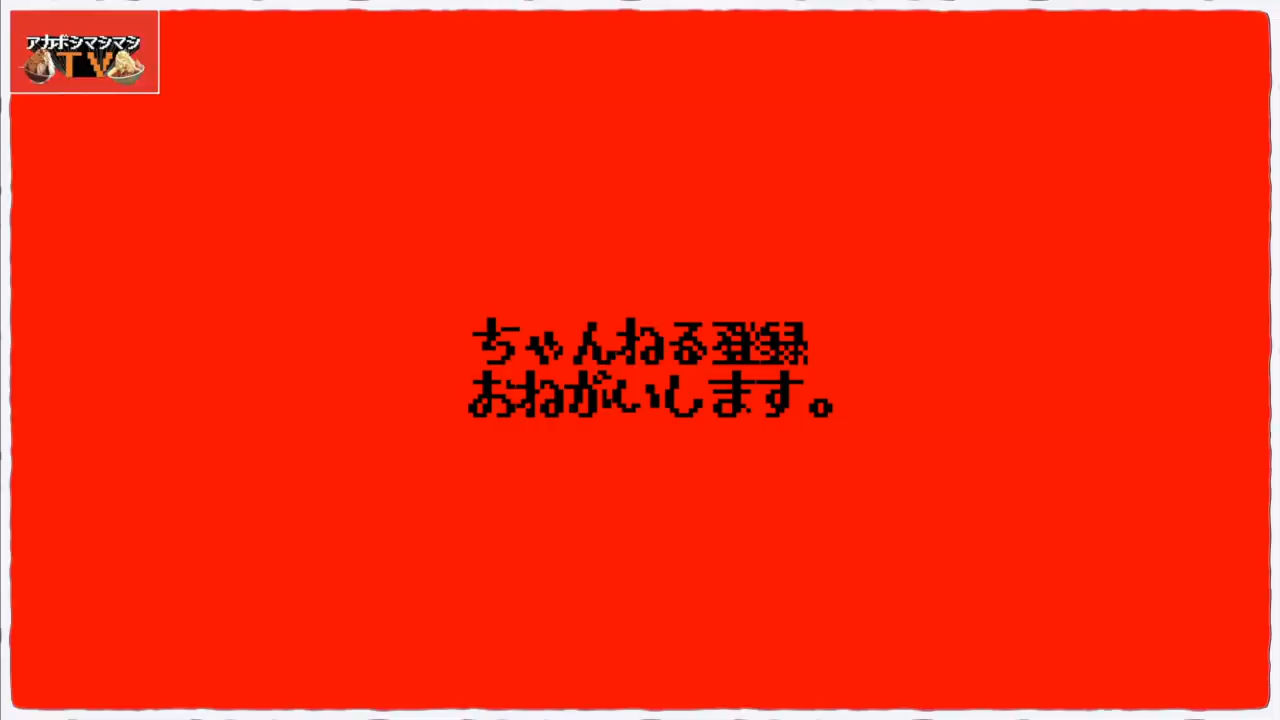 アカボシマシマシ
TV
ちゃんねる登録
おねがいします。